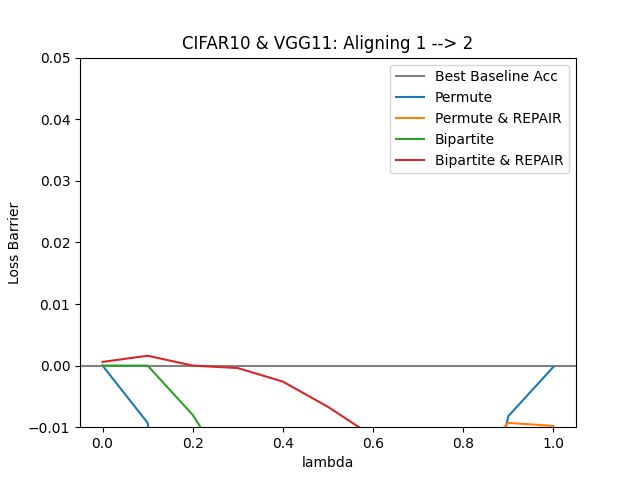 CIFAR10 & VGG11: Aligning 1 --> 2
Loss Barrier
0.05
0.04
0.03
0.02
0.01
0.00
−0.01
Best Baseline Acc
Permute
Permute & REPAIR
Bipartite
Bipartite & REPAIR
0.0 0.2 0.4 0.6 0.8 1.0
lambda